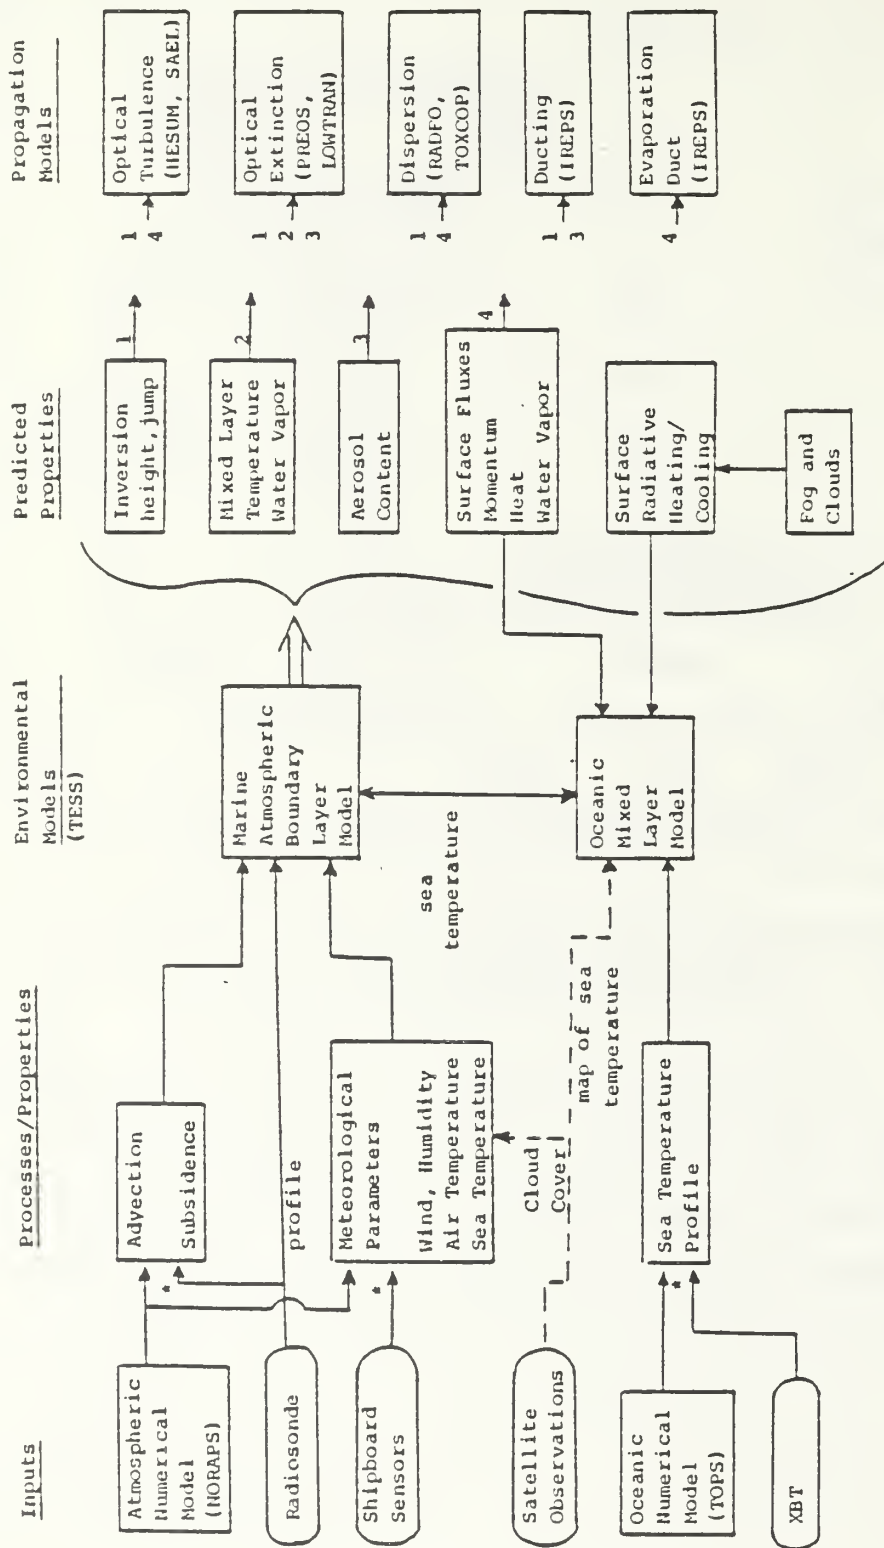 Inputs
Processes/Properties
Environmental
Models
(TESS)
Predicted
Properties
Propagation
Models
Atmospheric
Numerical
Model
(NORAPS)
Radiosonde
Shipboard
Sensors
Satellite
Observations
Oceanic
Numerical
Model
(TOPS)
XBT
Advection
Subsidence
*
profile
Meteorological
Parameters
Wind, Humidity
Air Temperature
Sea Temperature
*
Cloud
Cover
map of sea
temperature
Sea Temperature
Profile
*
Marine
Atmospheric
Boundary
Layer
Model
sea
temperature
Oceanic
Mixed
Layer
Model
Inversion
height,jump
1
Mixed Layer
Temperature
Water Vapor
2
Aerosol
Content
3
Surface Fluxes
Momentum
Heat
Water Vapor
4
Surface
Radiative
Heating/
Cooling
Fog and
Clouds
1
4
Optical
Turbulence
(HESUM, SAEL)
1
2
3
Optical
Extinction
(PREOS,
LOWTRAN)
1
4
Dispersion
(RADFO,
TOXCOP)
1
3
Ducting
(IREPS)
4
Evaporation
Duct
(IREPS)